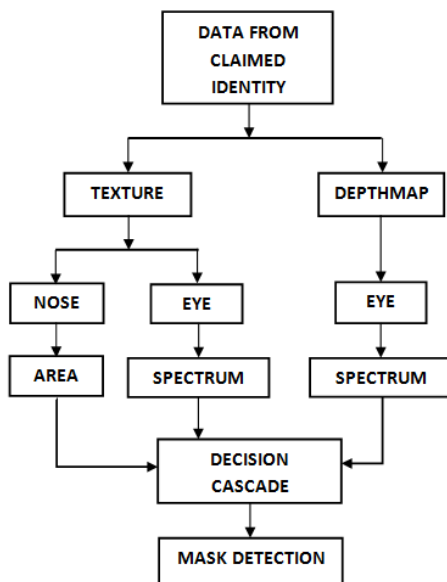 DATA FROM
CLAIMED
IDENTITY
TEXTURE
DEPTHMAP
NOSE
EYE
EYE
AREA
SPECTRUM
SPECTRUM
DECISION
CASCADE
MASK DETECTION